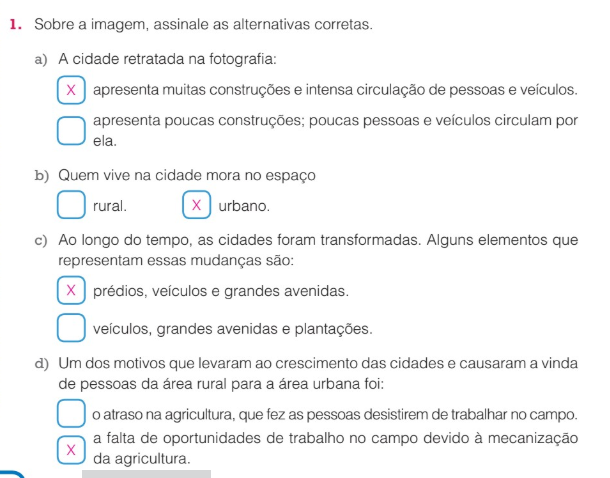 1. Sobre a imagem, assinale as alternativas corretas.
a) A cidade retratada na fotografia:
X apresenta muitas construções e intensa circulação de pessoas e veículos.
apresenta poucas construções; poucas pessoas e veículos circulam por
ela.
b) Quem vive na cidade mora no espaço
rural. X urbano.
c) Ao longo do tempo, as cidades foram transformadas. Alguns elementos que
representam essas mudanças são:
X prédios, veículos e grandes avenidas.
veículos, grandes avenidas e plantações.
d) Um dos motivos que levaram ao crescimento das cidades e causaram a vinda
de pessoas da área rural para a área urbana foi:
o atraso na agricultura, que fez as pessoas desistirem de trabalhar no campo.
X a falta de oportunidades de trabalho no campo devido à mecanização
da agricultura.